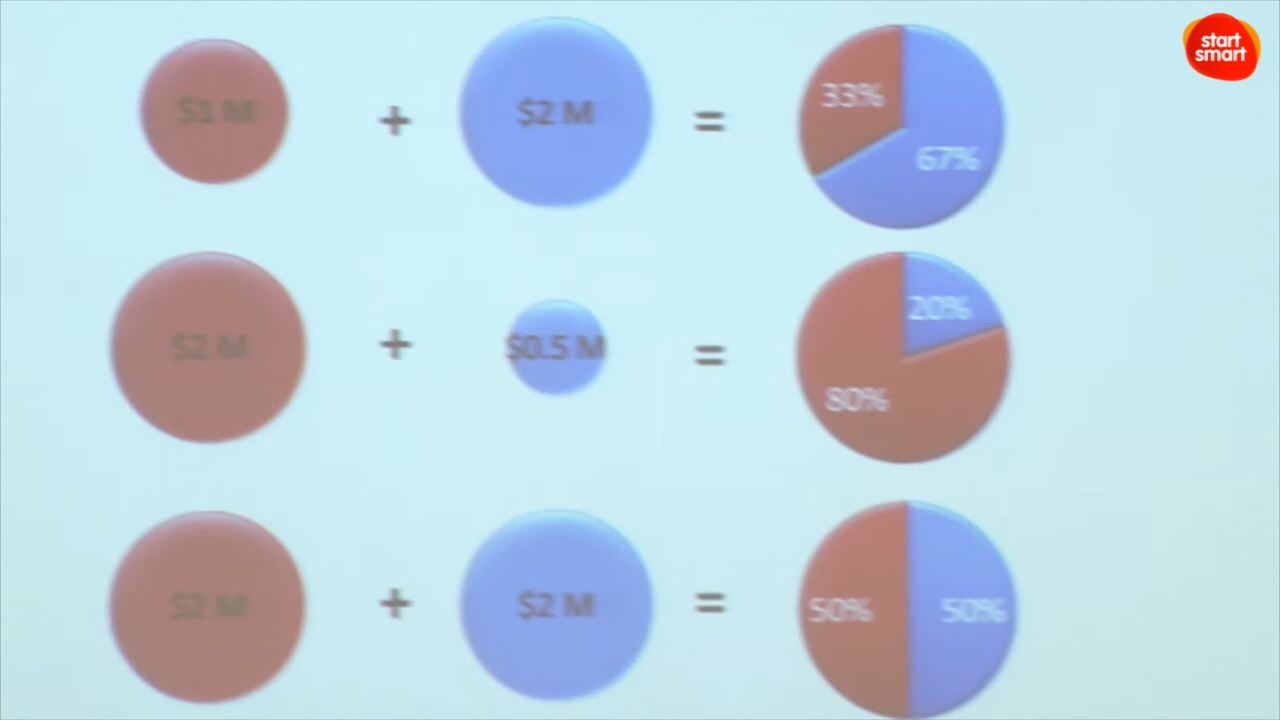 $1 M + $2 M = 33% 67%
$2 M + $0.5 M = 20% 80%
$2 M + $2 M = 50% 50%
start
smart